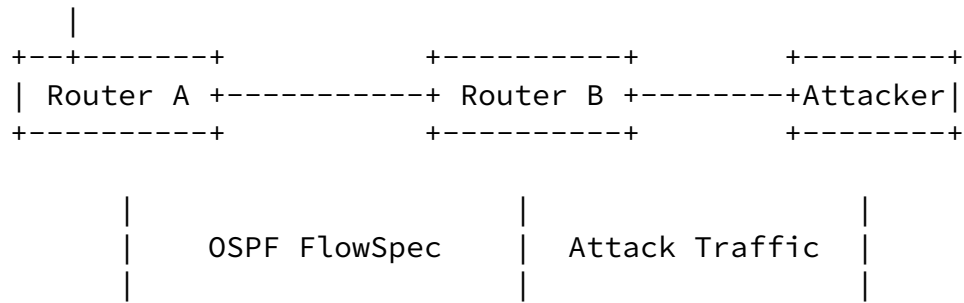 Router A Router B Attacker
OSPF FlowSpec Attack Traffic